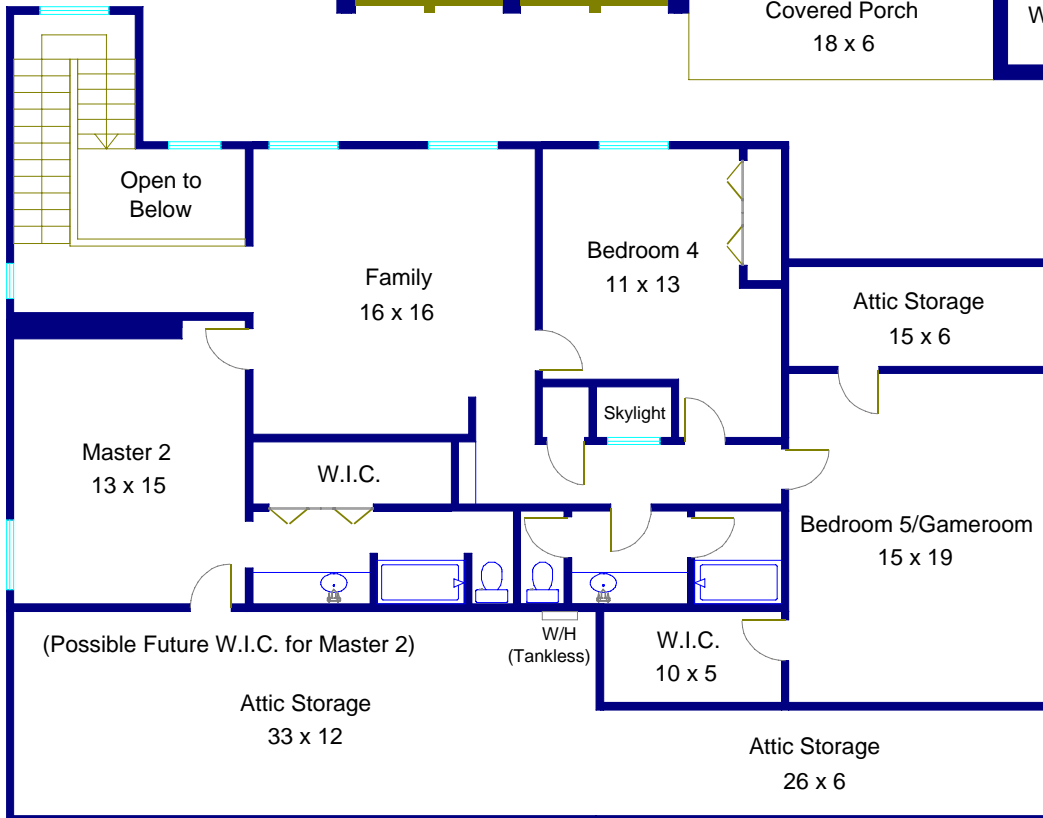 Covered Porch
18 x 6
W
Open to
Below
Family
16 x 16
Bedroom 4
11 x 13
Attic Storage
15 x 6
Skylight
Master 2
13 x 15
W.I.C.
Bedroom 5/Gameroom
15 x 19
(Possible Future W.I.C. for Master 2)
W/H
(Tankless)
W.I.C.
10 x 5
Attic Storage
33 x 12
Attic Storage
26 x 6